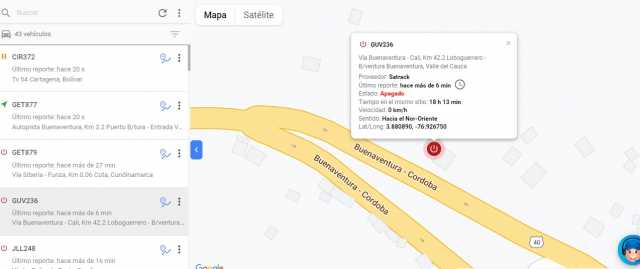 Buscar
43 vehículos
CIR372
Último reporte: hace 20 s
Tv 54 Cartagena, Bolívar
GET877
Último reporte: hace 20 s
Autopista Buenaventura, Km 2.2 Puerto B/tura - Entrada V...
GET879
Último reporte: hace más de 27 min
Vía Siberia - Funza, Km 0.06 Cota, Cundinamarca
GUV236
Último reporte: hace más de 6 min
Vía Buenaventura - Cali, Km 42.2 Loboguerrero - B/ventura...
JLL248
Último reporte: hace más de 16 min
Mapa
Satélite
GUV236
Vía Buenaventura - Cali, Km 42.2 Loboguerrero -
B/ventura Buenaventura, Valle del Cauca
Proveedor: Satrack
Último reporte: hace más de 6 min
Estado: Apagado
Tiempo en el mismo sitio: 18 h 13 min
Velocidad: 0 km/h
Sentido: Hacia el Nor-Oriente
Lat/Long: 3.880890, -76.926750
Buenaventura - Cordoba
Buenaventura - Cordoba
40
Google